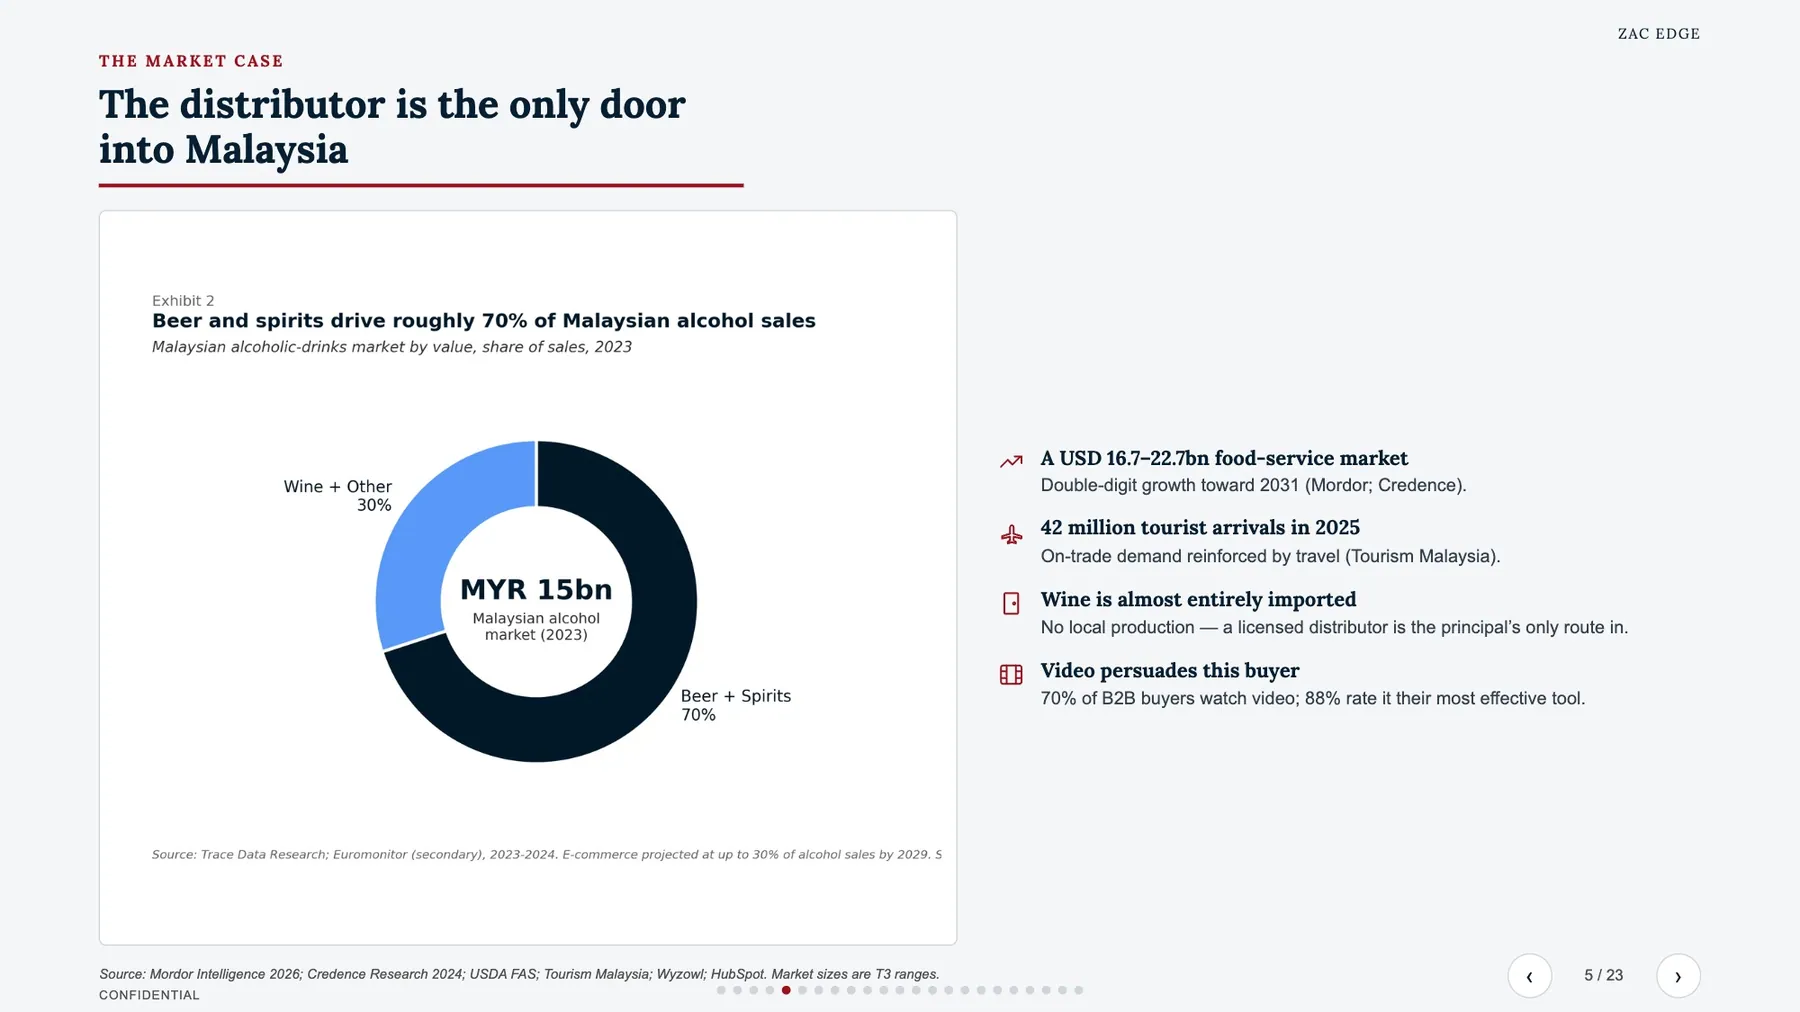 ZAC EDGE
THE MARKET CASE
The distributor is the only door
into Malaysia
Exhibit 2
Beer and spirits drive roughly 70% of Malaysian alcohol sales
Malaysian alcoholic-drinks market by value, share of sales, 2023
Wine + Other
30%
MYR 15bn
Malaysian alcohol
market (2023)
Beer + Spirits
70%
Source: Trace Data Research; Euromonitor (secondary), 2023-2024. E-commerce projected at up to 30% of alcohol sales by 2029. S
A USD 16.7–22.7bn food-service market
Double-digit growth toward 2031 (Mordor; Credence).
42 million tourist arrivals in 2025
On-trade demand reinforced by travel (Tourism Malaysia).
Wine is almost entirely imported
No local production — a licensed distributor is the principal’s only route in.
Video persuades this buyer
70% of B2B buyers watch video; 88% rate it their most effective tool.
Source: Mordor Intelligence 2026; Credence Research 2024; USDA FAS; Tourism Malaysia; Wyzowl; HubSpot. Market sizes are T3 ranges.
CONFIDENTIAL
‹ 5 / 23 ›